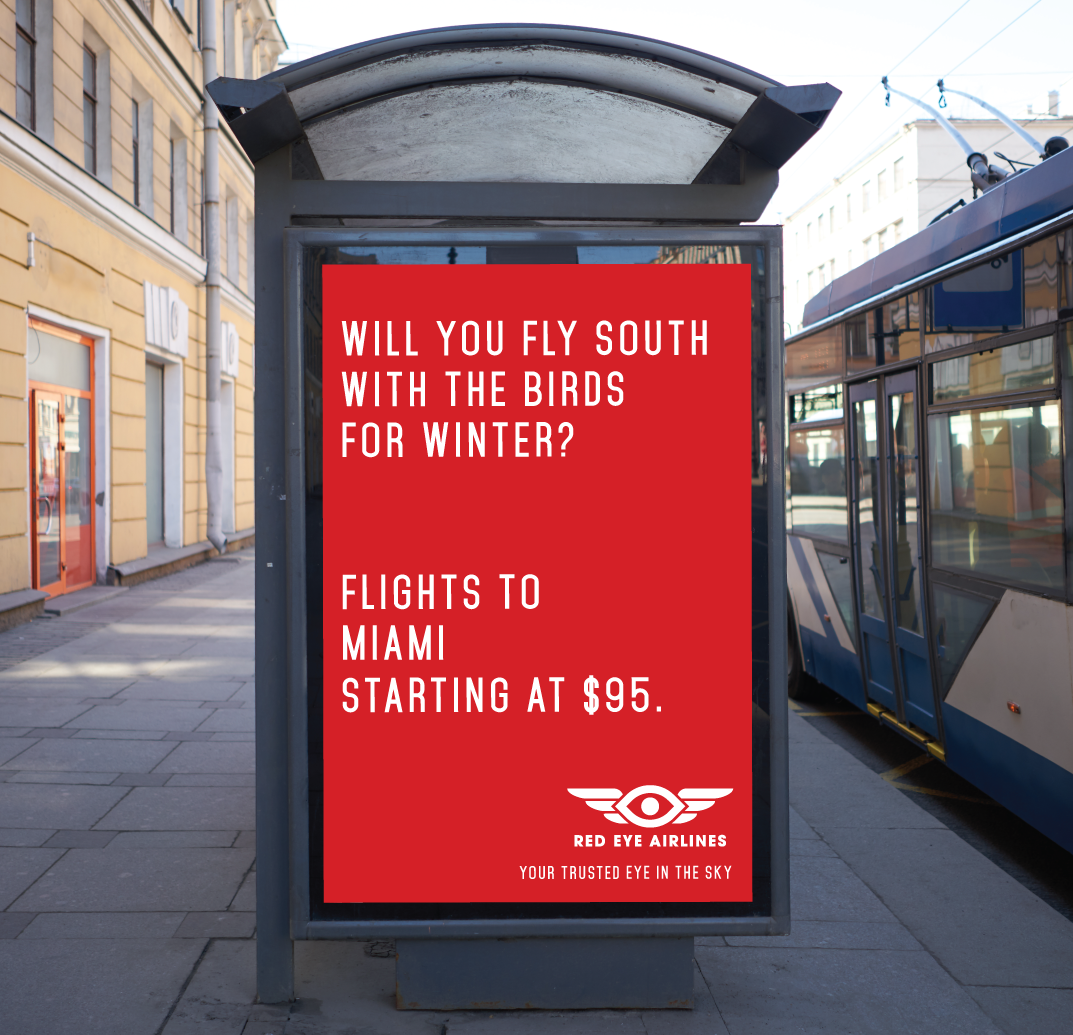 WILL YOU FLY SOUTH
WITH THE BIRDS
FOR WINTER?
FLIGHTS TO
MIAMI
STARTING AT $95.
RED EYE AIRLINES
YOUR TRUSTED EYE IN THE SKY